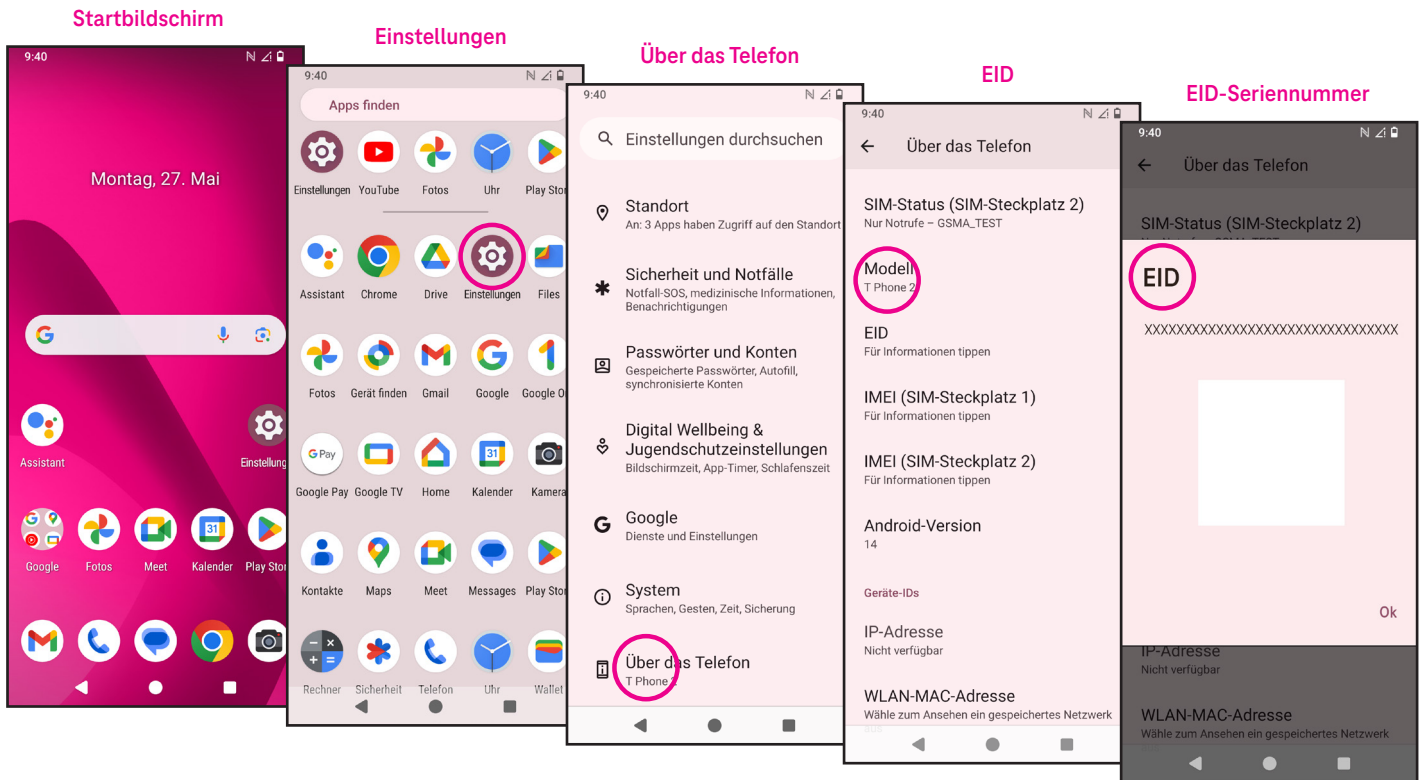 Startbildschirm
9:40
Montag, 27. Mai
Assistant
Einstellung
Google Fotos Meet Kalender Play Stor
31
Einstellungen
9:40
Apps finden
Einstellungen YouTube Fotos Uhr Play Stor
Assistant Chrome Drive Einstellungen Files
Fotos Gerät finden Gmail Google Google O
G Pay
31
Google Pay Google TV Home Kalender Kamera
Kontakte Maps Meet Messages Play Stor
Rechner Sicherheit Telefon Uhr Wallet
Über das Telefon
9:40
Einstellungen durchsuchen
Standort
An: 3 Apps haben Zugriff auf den Standort
Sicherheit und Notfälle
Notfall-SOS, medizinische Informationen,
Benachrichtigungen
Passwörter und Konten
Gespeicherte Passwörter, Autofill,
synchronisierte Konten
Digital Wellbeing &
Jugendschutzeinstellungen
Bildschirmzeit, App-Timer, Schlafenszeit
Google
Dienste und Einstellungen
System
Sprachen, Gesten, Zeit, Sicherung
Über das Telefon
T Phone 2
EID
9:40
Über das Telefon
SIM-Status (SIM-Steckplatz 2)
Nur Notrufe – GSMA_TEST
Modell
T Phone 2
EID
Für Informationen tippen
IMEI (SIM-Steckplatz 1)
Für Informationen tippen
IMEI (SIM-Steckplatz 2)
Für Informationen tippen
Android-Version
14
Geräte-IDs
IP-Adresse
Nicht verfügbar
WLAN-MAC-Adresse
Wähle zum Ansehen ein gespeichertes Netzwerk
aus
EID-Seriennummer
9:40
Über das Telefon
SIM-Status (SIM-Steckplatz 2)
EID
XXXXXXXXXXXXXXXXXXXXXXXXXXXXXXXX
Ok
IP-Adresse
Nicht verfügbar
WLAN-MAC-Adresse
Wähle zum Ansehen ein gespeichertes Netzwerk